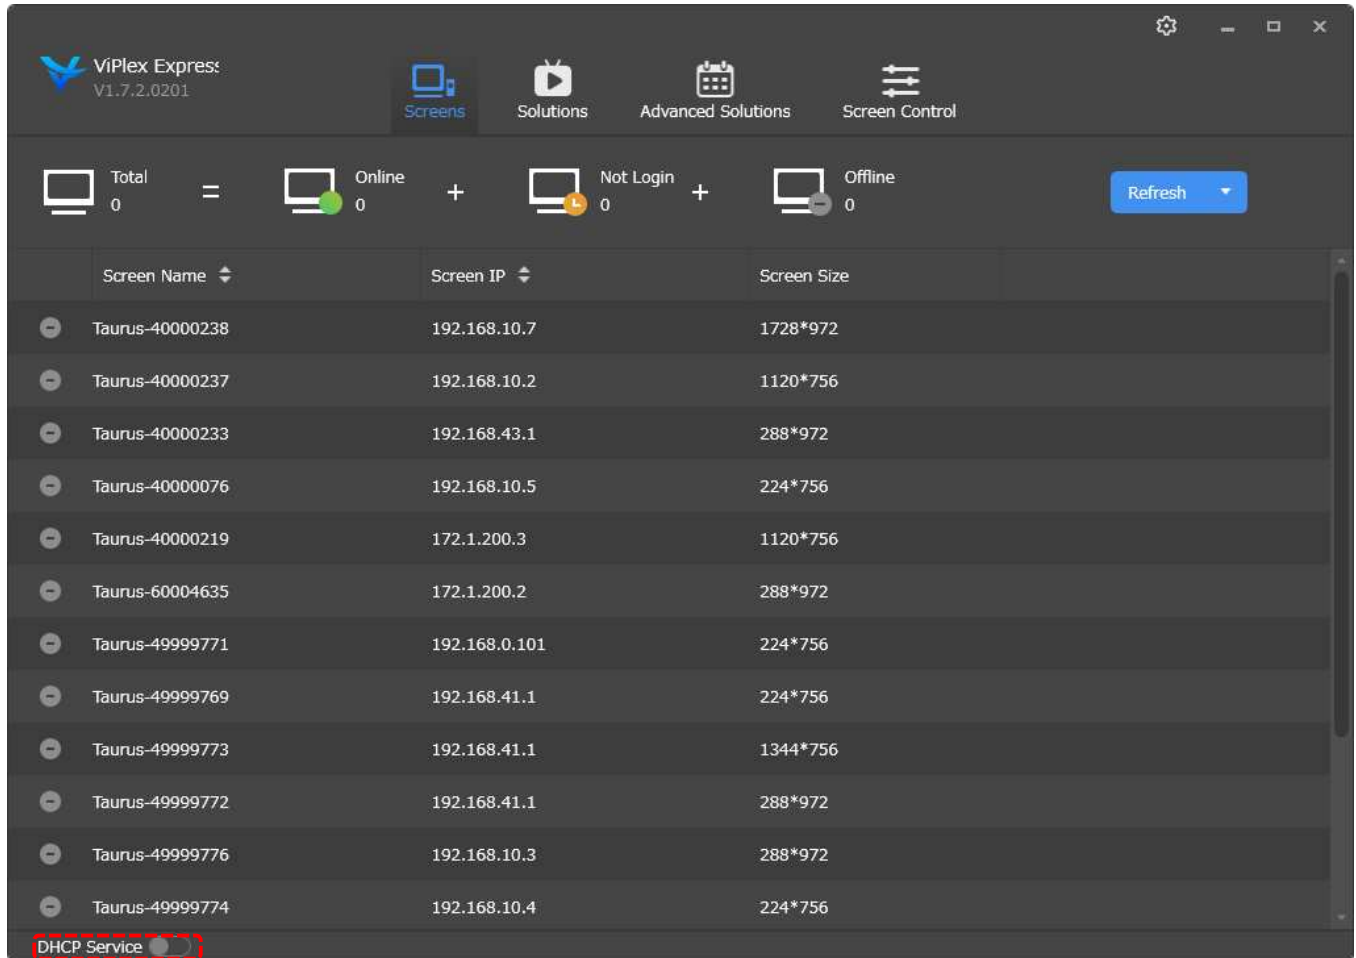 ViPlex Express
V1.7.2.0201
Screens
Solutions
Advanced Solutions
Screen Control
Total
0
=
Online
0
+
Not Login
0
+
Offline
0
Refresh
Screen Name Screen IP Screen Size
Taurus-40000238 192.168.10.7 1728*972
Taurus-40000237 192.168.10.2 1120*756
Taurus-40000233 192.168.43.1 288*972
Taurus-40000076 192.168.10.5 224*756
Taurus-40000219 172.1.200.3 1120*756
Taurus-60004635 172.1.200.2 288*972
Taurus-49999771 192.168.0.101 224*756
Taurus-49999769 192.168.41.1 224*756
Taurus-49999773 192.168.41.1 1344*756
Taurus-49999772 192.168.41.1 288*972
Taurus-49999776 192.168.10.3 288*972
Taurus-49999774 192.168.10.4 224*756
DHCP Service